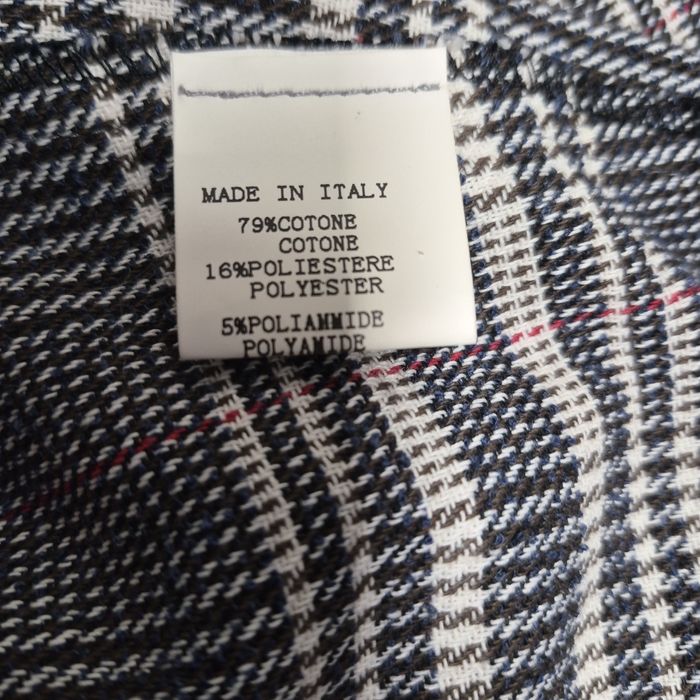 MADE IN ITALY
79%COTONE
COTONE
16%POLIESTERE
POLYESTER
5%POLIAMMIDE
POLYAMIDE